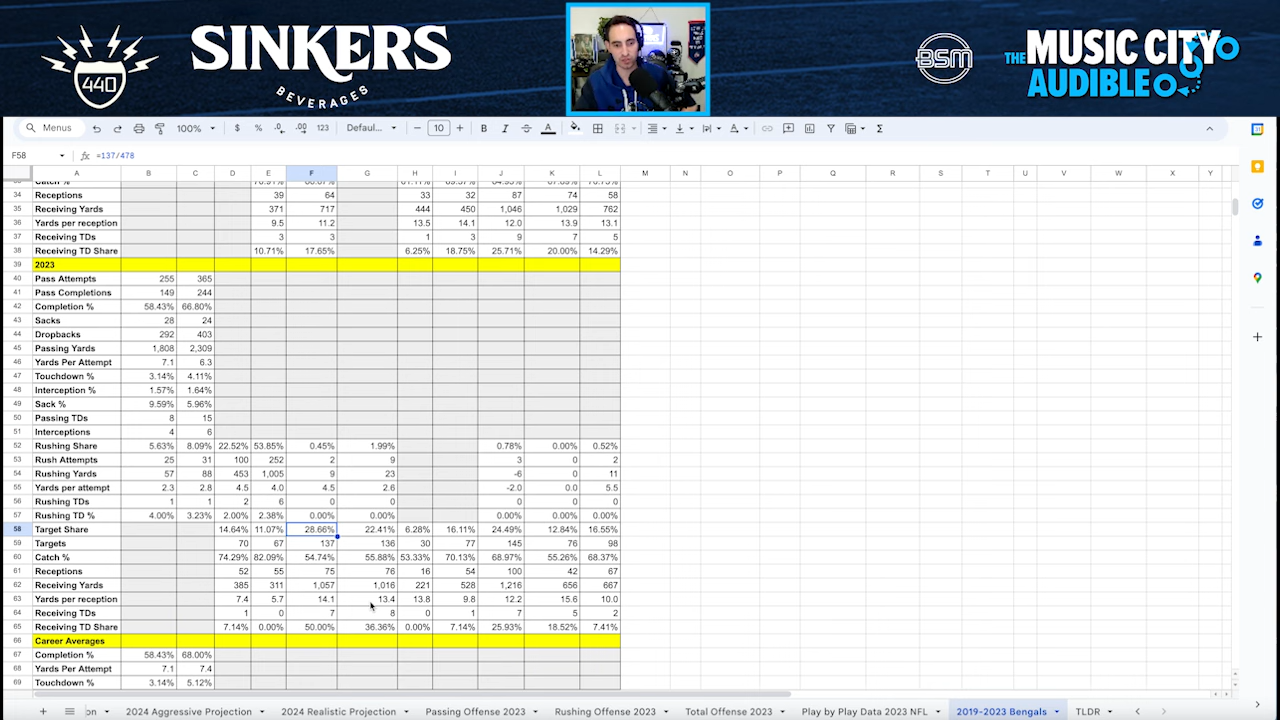 440
SINKERS
BEVERAGES
BSM
THE MUSIC CITY
AUDIBLE
Menus 100% $ % .0 .00 123 Defaul... − 10 + B I A Σ
F58 fx =137/478
A B C D E F G H I J K L M N O P Q R S T U V W X Y
34 Receptions 39 64 33 32 87 74 58
35 Receiving Yards 371 717 444 450 1,046 1,029 762
36 Yards per reception 9.5 11.2 13.5 14.1 12.0 13.9 13.1
37 Receiving TDs 3 3 1 3 9 7 5
38 Receiving TD Share 10.71% 17.65% 6.25% 18.75% 25.71% 20.00% 14.29%
39 2023
40 Pass Attempts 255 365
41 Pass Completions 149 244
42 Completion % 58.43% 66.80%
43 Sacks 28 24
44 Dropbacks 292 403
45 Passing Yards 1,808 2,309
46 Yards Per Attempt 7.1 6.3
47 Touchdown % 3.14% 4.11%
48 Interception % 1.57% 1.64%
49 Sack % 9.59% 5.96%
50 Passing TDs 8 15
51 Interceptions 4 6
52 Rushing Share 5.63% 8.09% 22.52% 53.85% 0.45% 1.99% 0.78% 0.00% 0.52%
53 Rush Attempts 25 31 100 252 2 9 3 0 2
54 Rushing Yards 57 88 453 1,005 9 23 -6 0 11
55 Yards per attempt 2.3 2.8 4.5 4.0 4.5 2.6 -2.0 0.0 5.5
56 Rushing TDs 1 1 2 6 0 0 0 0 0
57 Rushing TD % 4.00% 3.23% 2.00% 2.38% 0.00% 0.00% 0.00% 0.00% 0.00%
58 Target Share 14.64% 11.07% 28.66% 22.41% 6.28% 16.11% 24.49% 12.84% 16.55%
59 Targets 70 67 137 136 30 77 145 76 98
60 Catch % 74.29% 82.09% 54.74% 55.88% 53.33% 70.13% 68.97% 55.26% 68.37%
61 Receptions 52 55 75 76 16 54 100 42 67
62 Receiving Yards 385 311 1,057 1,016 221 528 1,216 656 667
63 Yards per reception 7.4 5.7 14.1 13.4 13.8 9.8 12.2 15.6 10.0
64 Receiving TDs 1 0 7 8 0 1 7 5 2
65 Receiving TD Share 7.14% 0.00% 50.00% 36.36% 0.00% 7.14% 25.93% 18.52% 7.41%
66 Career Averages
67 Completion % 58.43% 68.00%
68 Yards Per Attempt 7.1 7.4
69 Touchdown % 3.14% 5.12%
on 2024 Aggressive Projection 2024 Realistic Projection Passing Offense 2023 Rushing Offense 2023 Total Offense 2023 Play by Play Data 2023 NFL 2019-2023 Bengals TLDR